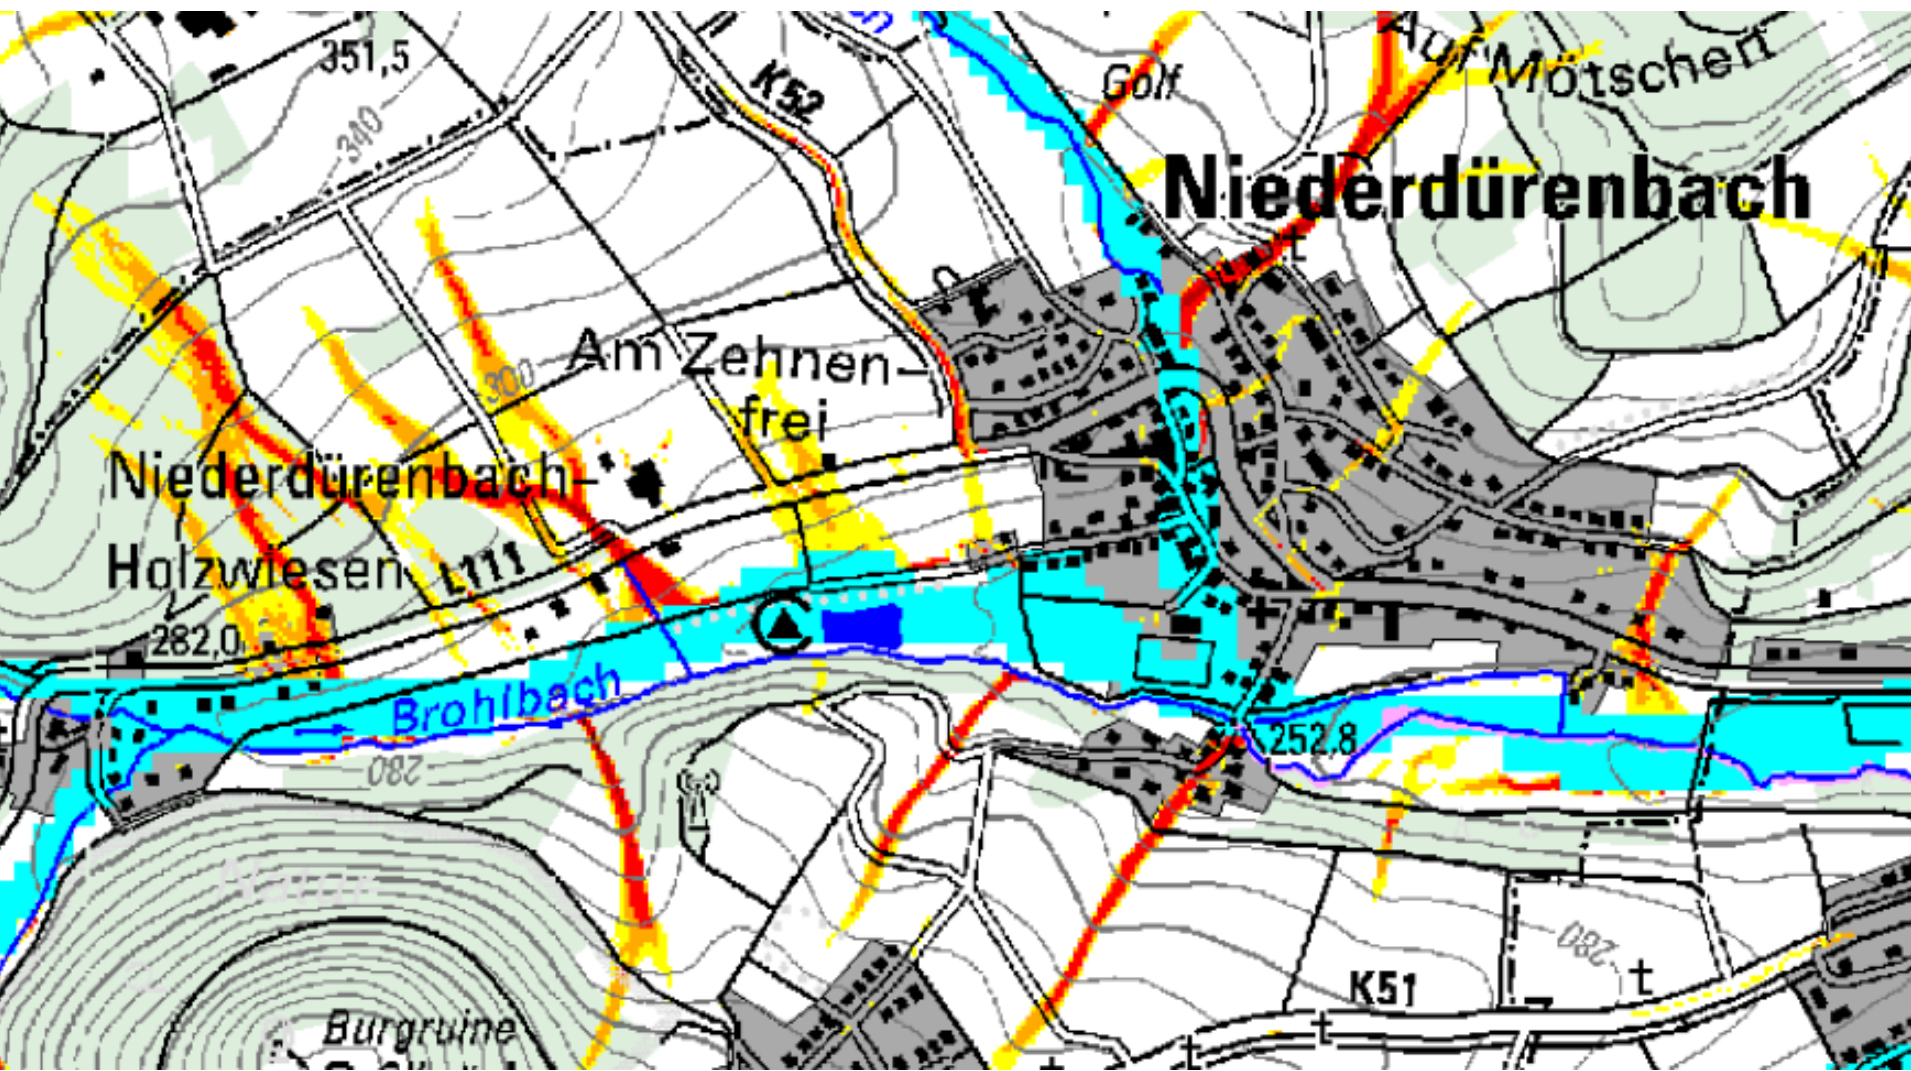 351,5
K52
Golf
Auf'm Mötschert
340
Niederdürenbach
Am Zehnen-
frei
300
Niederdürenbach-
Holzwiesen
L111
282,0
Brohlbach
252,8
280
280
K51
Burgruine